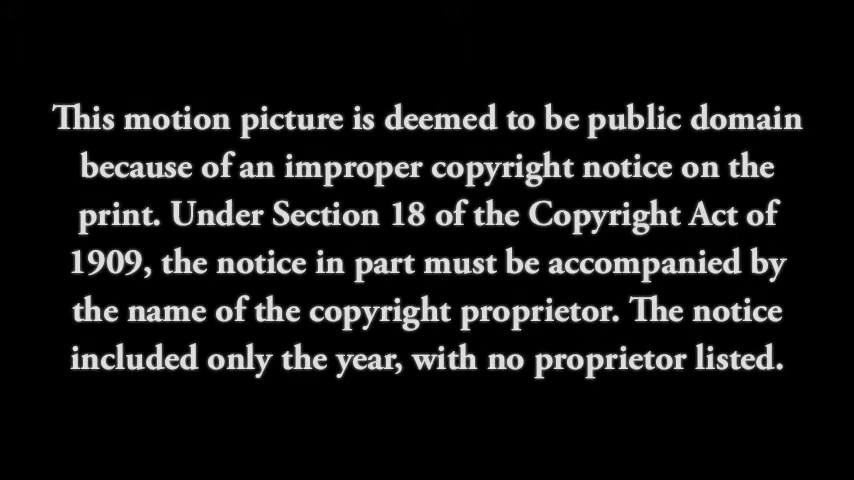 This motion picture is deemed to be public domain
because of an improper copyright notice on the
print. Under Section 18 of the Copyright Act of
1909, the notice in part must be accompanied by
the name of the copyright proprietor. The notice
included only the year, with no proprietor listed.